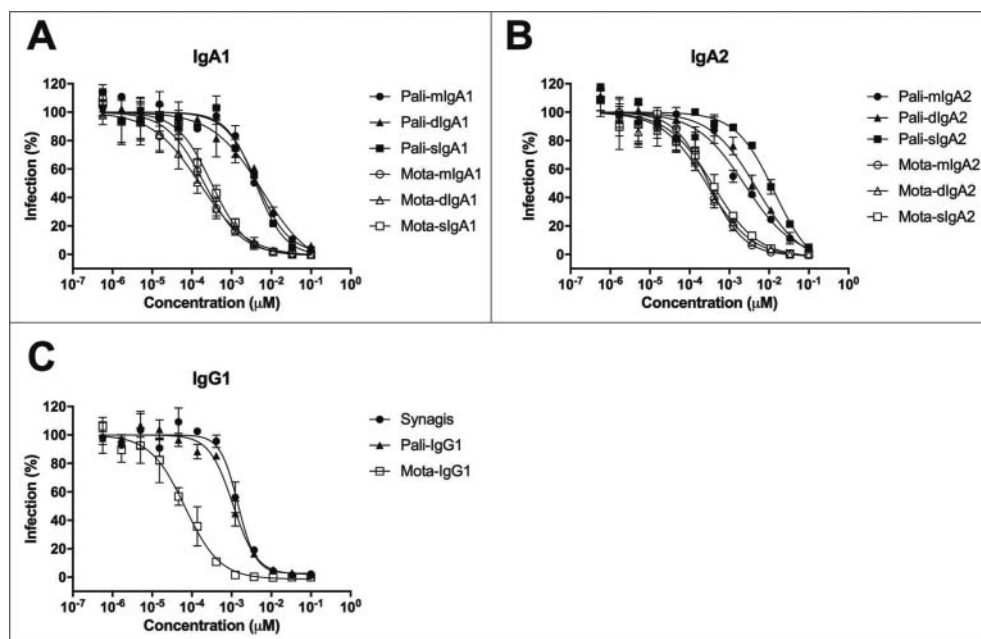 A
IgA1
120
100
80
60
40
20
0
Infection (%)
10⁻⁷ 10⁻⁶ 10⁻⁵ 10⁻⁴ 10⁻³ 10⁻² 10⁻¹ 10⁰
Concentration (μM)
Pali-mIgA1
Pali-dIgA1
Pali-sIgA1
Mota-mIgA1
Mota-dIgA1
Mota-sIgA1
B
IgA2
120
100
80
60
40
20
0
Infection (%)
10⁻⁷ 10⁻⁶ 10⁻⁵ 10⁻⁴ 10⁻³ 10⁻² 10⁻¹ 10⁰
Concentration (μM)
Pali-mIgA2
Pali-dIgA2
Pali-sIgA2
Mota-mIgA2
Mota-dIgA2
Mota-sIgA2
C
IgG1
120
100
80
60
40
20
0
Infection (%)
10⁻⁷ 10⁻⁶ 10⁻⁵ 10⁻⁴ 10⁻³ 10⁻² 10⁻¹ 10⁰
Concentration (μM)
Synagis
Pali-IgG1
Mota-IgG1